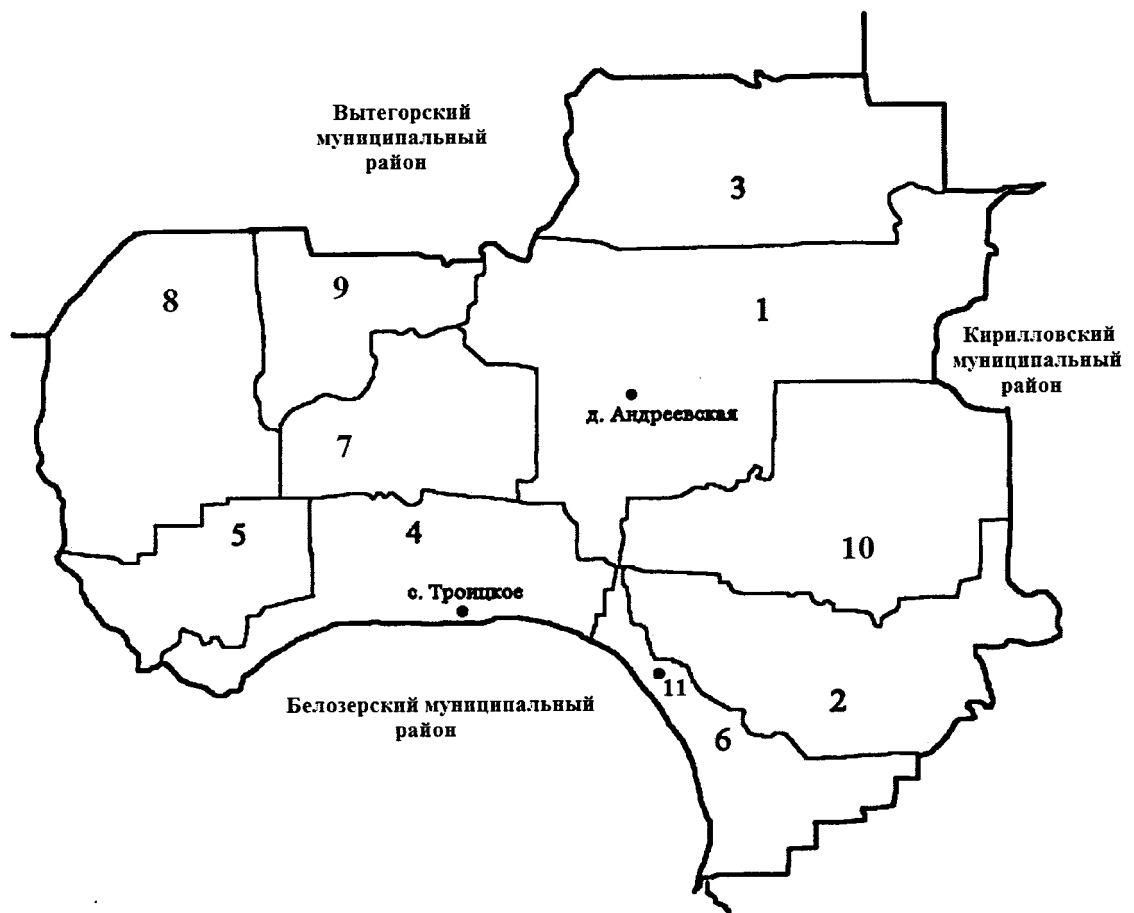 Вытегорский
муниципальный
район
3
8
9
1
Кирилловский
муниципальный
район
д. Андреевская
7
5
4
10
с. Троицкое
11
Белозерский муниципальный
район
2
6